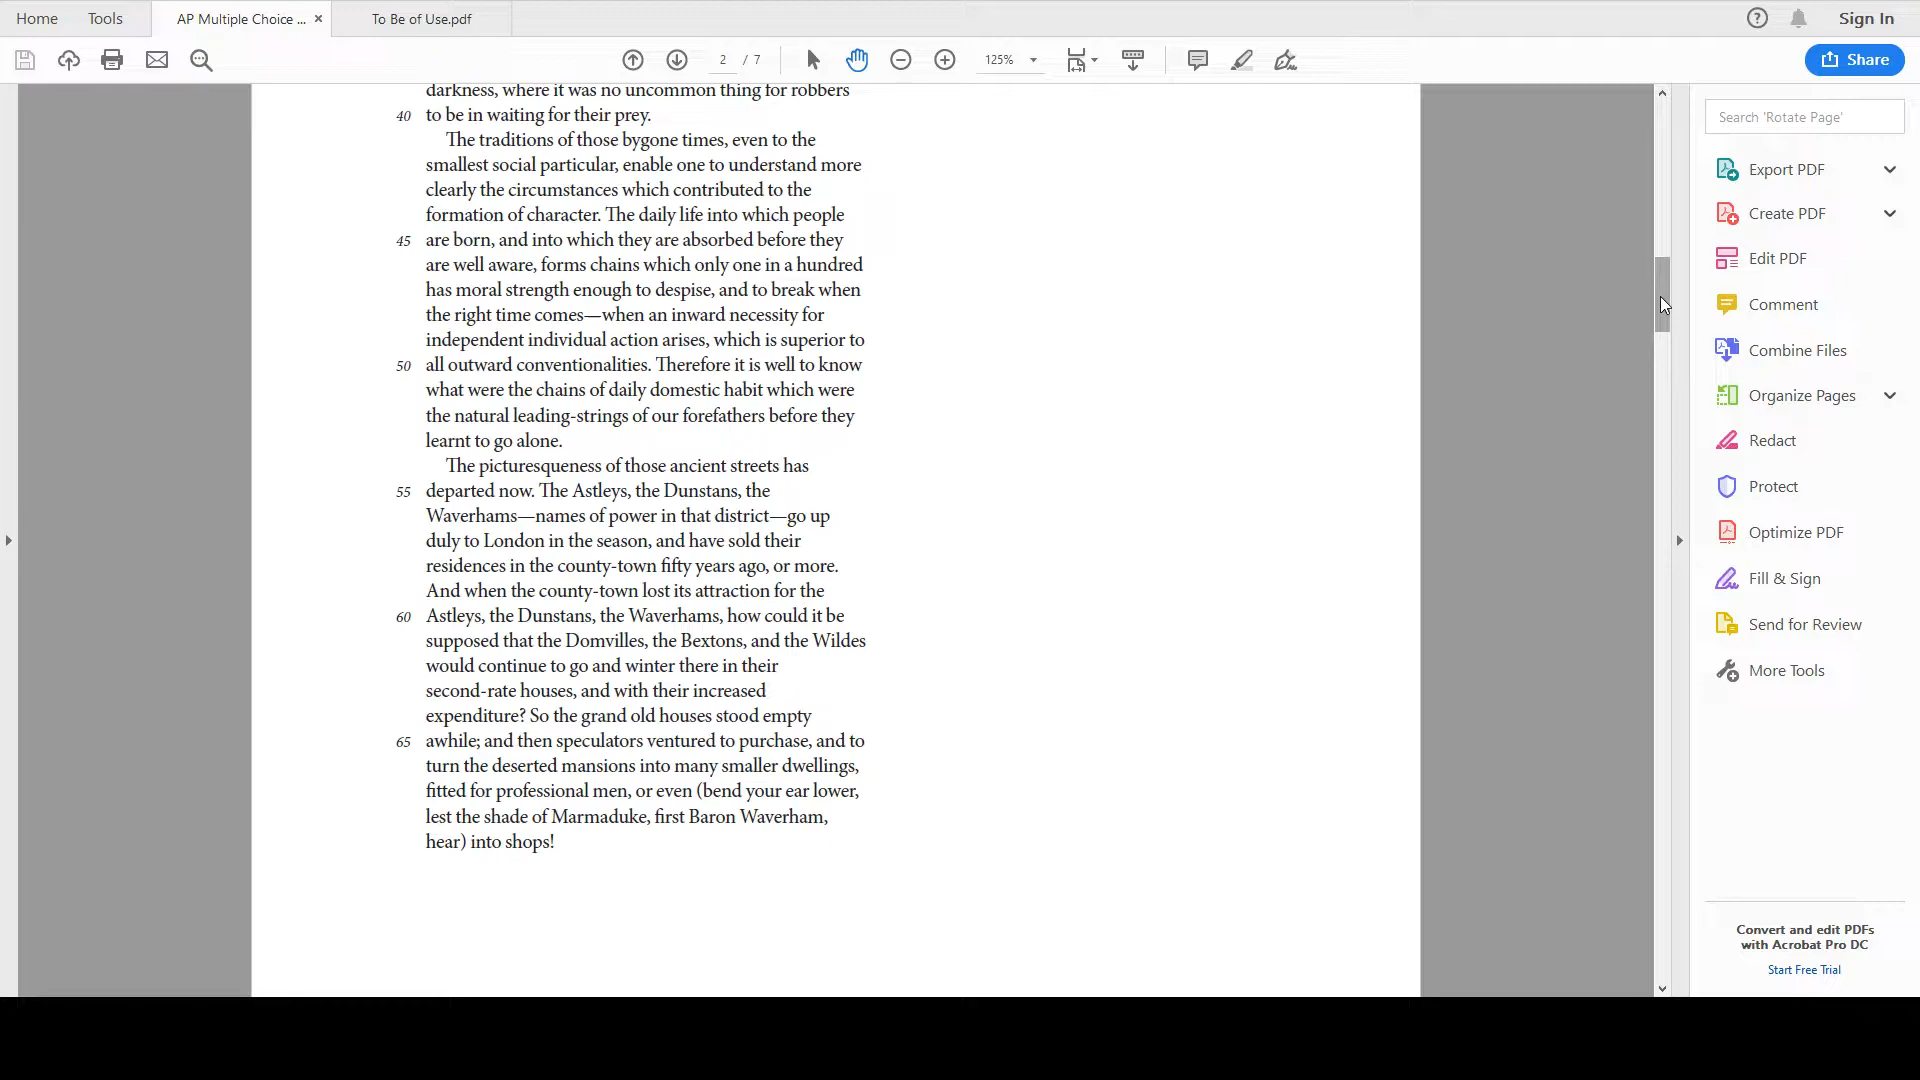 Home Tools AP Multiple Choice ... × To Be of Use.pdf Sign In
2 / 7 125% Share
darkness, where it was no uncommon thing for robbers
40 to be in waiting for their prey.
The traditions of those bygone times, even to the
smallest social particular, enable one to understand more
clearly the circumstances which contributed to the
formation of character. The daily life into which people
45 are born, and into which they are absorbed before they
are well aware, forms chains which only one in a hundred
has moral strength enough to despise, and to break when
the right time comes—when an inward necessity for
independent individual action arises, which is superior to
50 all outward conventionalities. Therefore it is well to know
what were the chains of daily domestic habit which were
the natural leading-strings of our forefathers before they
learnt to go alone.
The picturesqueness of those ancient streets has
55 departed now. The Astleys, the Dunstans, the
Waverhams—names of power in that district—go up
duly to London in the season, and have sold their
residences in the county-town fifty years ago, or more.
And when the county-town lost its attraction for the
60 Astleys, the Dunstans, the Waverhams, how could it be
supposed that the Domvilles, the Bextons, and the Wildes
would continue to go and winter there in their
second-rate houses, and with their increased
expenditure? So the grand old houses stood empty
65 awhile; and then speculators ventured to purchase, and to
turn the deserted mansions into many smaller dwellings,
fitted for professional men, or even (bend your ear lower,
lest the shade of Marmaduke, first Baron Waverham,
hear) into shops!
Search 'Rotate Page'
Export PDF
Create PDF
Edit PDF
Comment
Combine Files
Organize Pages
Redact
Protect
Optimize PDF
Fill & Sign
Send for Review
More Tools
Convert and edit PDFs
with Acrobat Pro DC
Start Free Trial